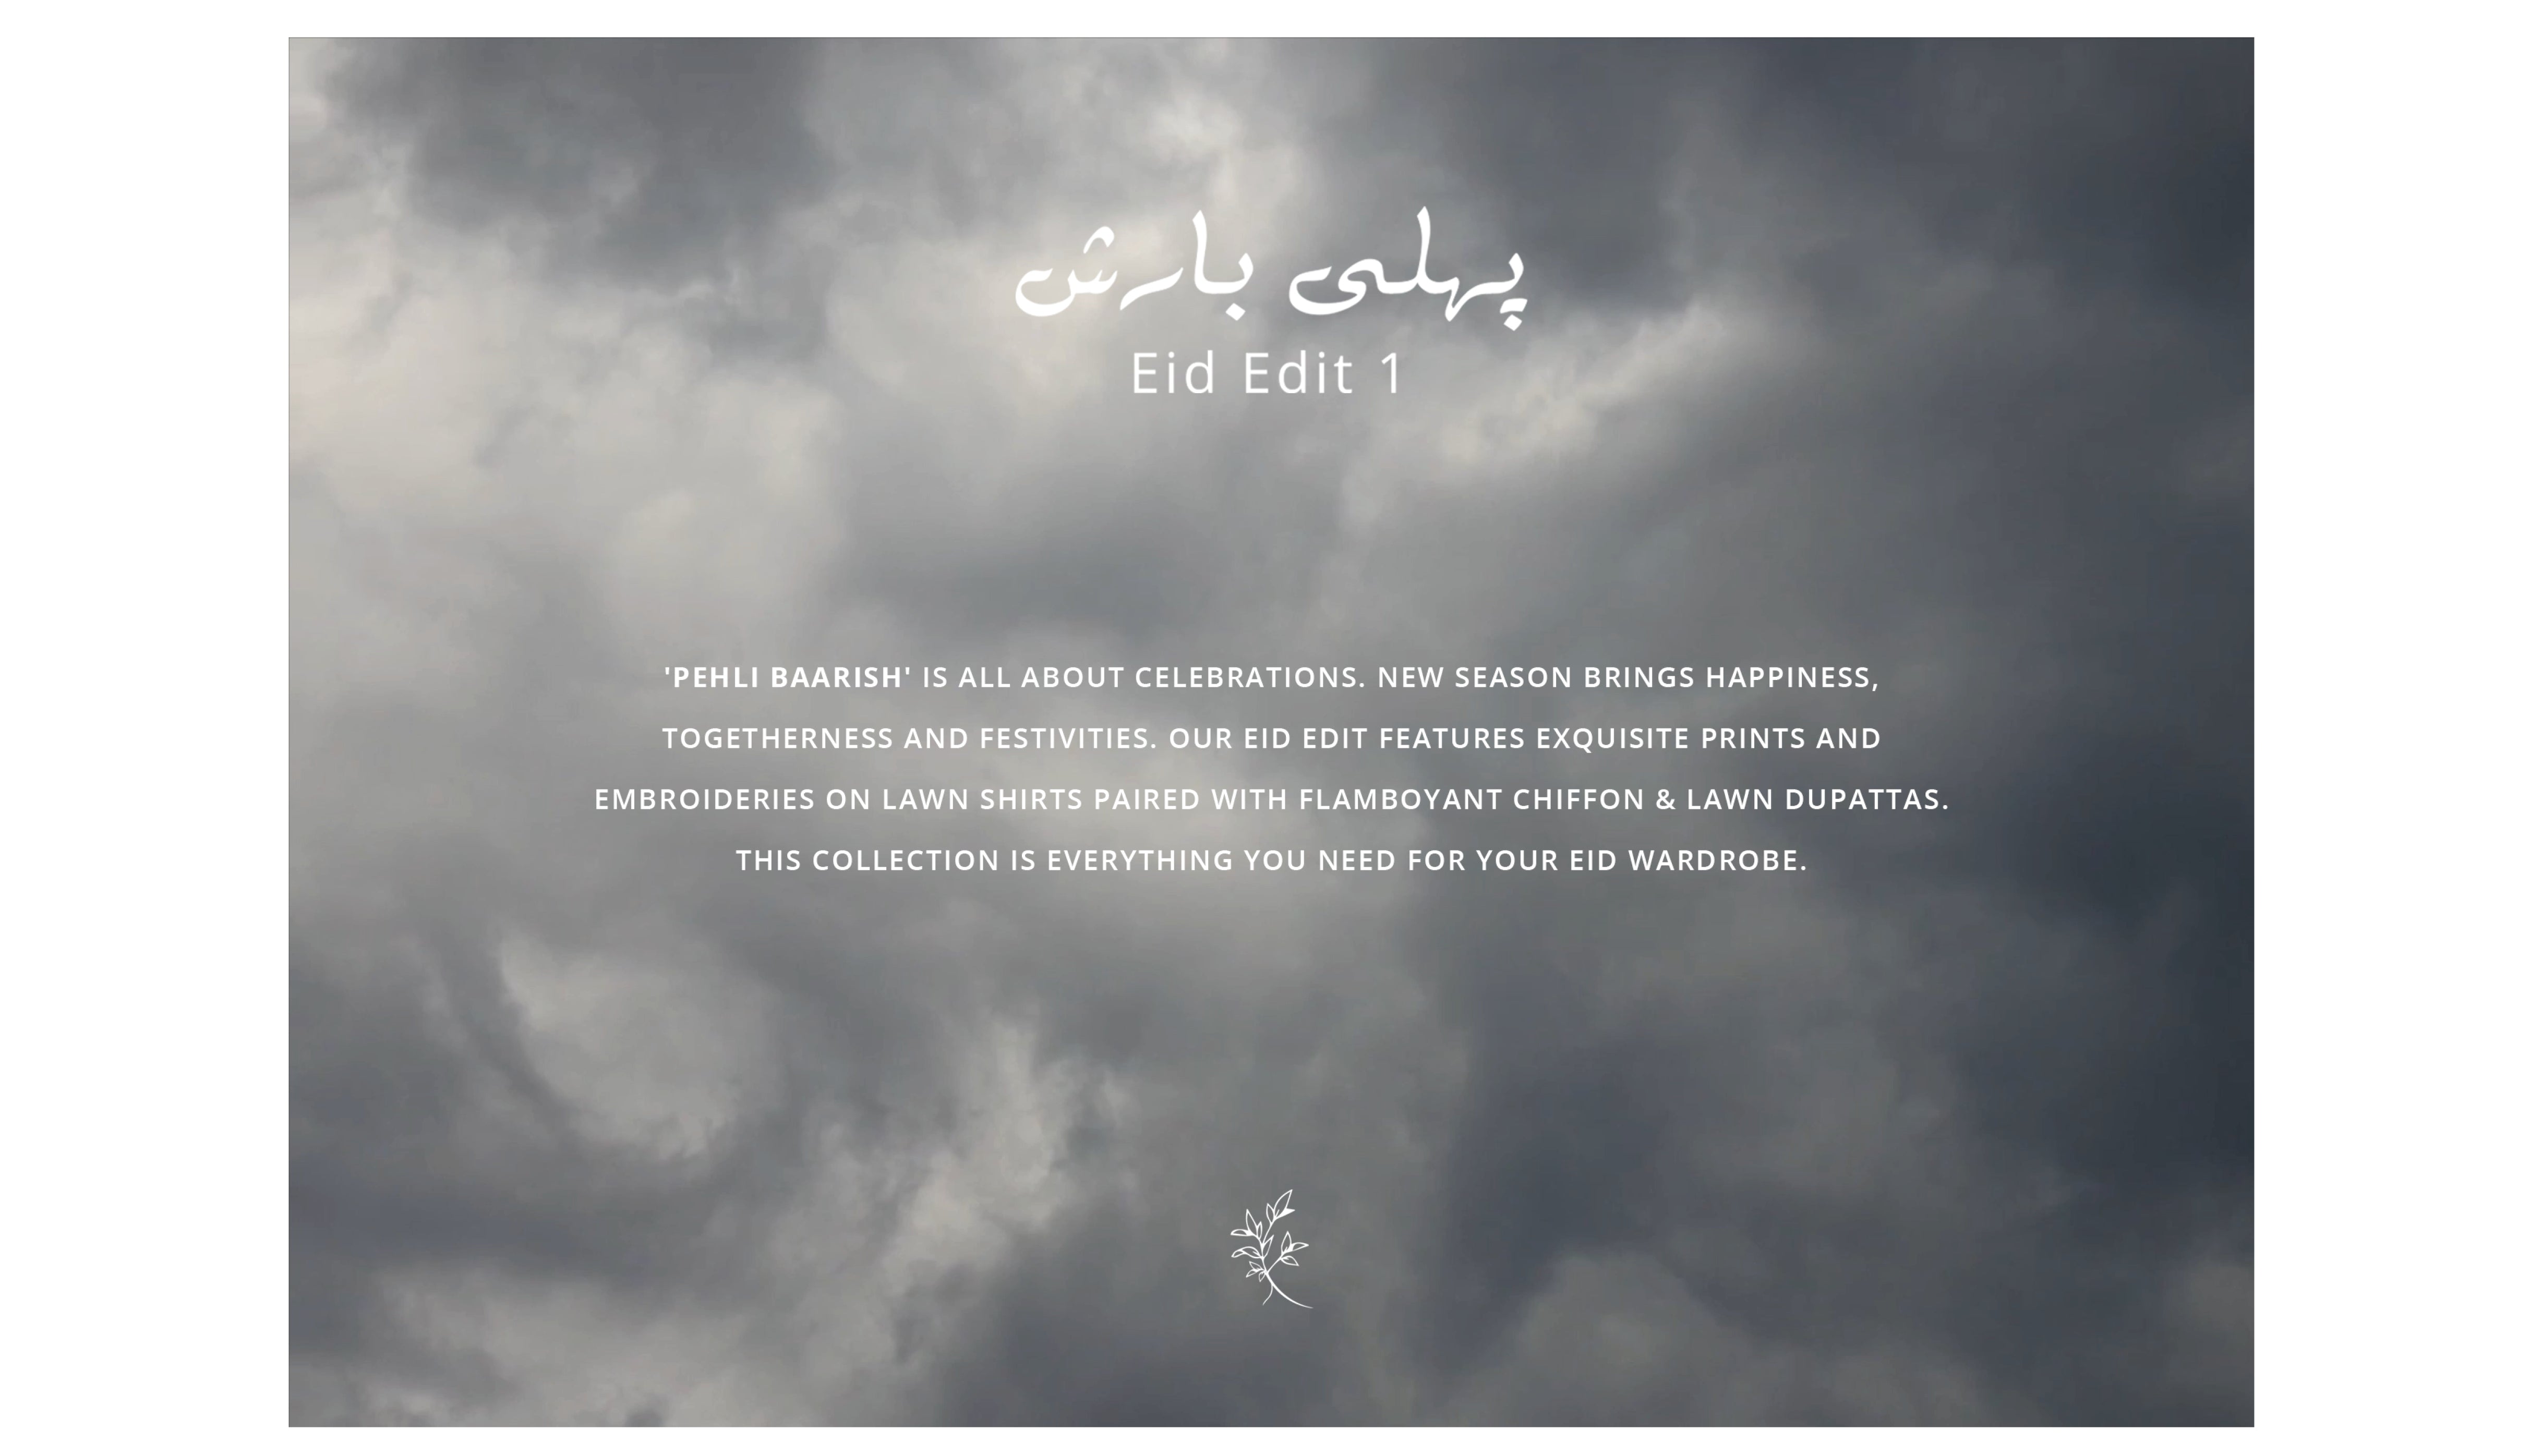 پہلی بارش
Eid Edit 1
'PEHLI BAARISH' IS ALL ABOUT CELEBRATIONS. NEW SEASON BRINGS HAPPINESS,
TOGETHERNESS AND FESTIVITIES. OUR EID EDIT FEATURES EXQUISITE PRINTS AND
EMBROIDERIES ON LAWN SHIRTS PAIRED WITH FLAMBOYANT CHIFFON & LAWN DUPATTAS.
THIS COLLECTION IS EVERYTHING YOU NEED FOR YOUR EID WARDROBE.